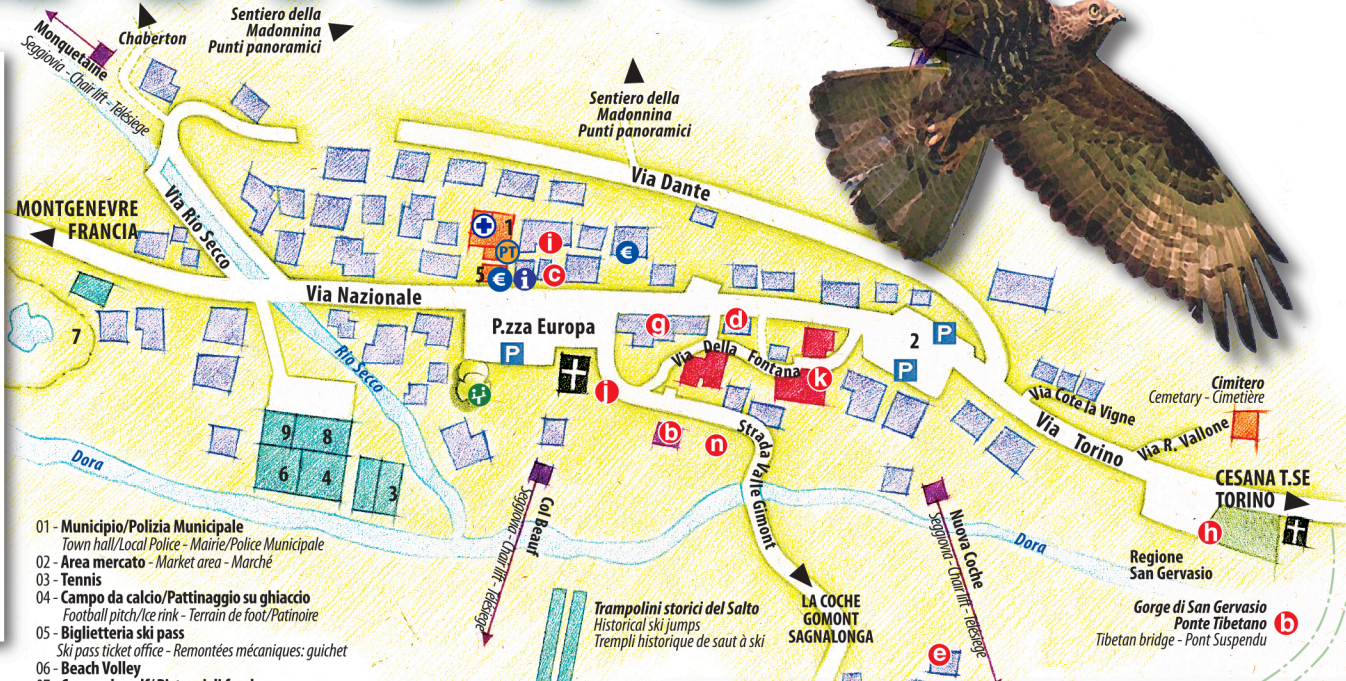 Monquetaine
Seggiovia - Chair lift - Télésiege
Chaberton
Sentiero della
Madonnina
Punti panoramici
Sentiero della
Madonnina
Punti panoramici
Via Dante
MONTGENEVRE
FRANCIA
Via Rio Secco
1
PT
i
€
5
€
i
c
Via Nazionale
P.zza Europa
P
g
d
2
P
P
Via Della Fontana
k
j
7
Rio Secco
b
n
Strada Valle Gimont
Via Cote la Vigne
Cimitero
Cemetary - Cimetière
Via Torino
Via R. Vallone
CESANA T.SE
TORINO
h
9
8
6
4
3
Dora
Col Beauf
Seggiovia - Chair lift - Télésiege
Nuova Coche
Seggiovia - Chair lift - Télésiege
Dora
Regione
San Gervasio
Gorge di San Gervasio
Ponte Tibetano
b
Tibetan bridge - Pont Suspendu
LA COCHE
GOMONT
SAGNALONGA
Trampolini storici del Salto
Historical ski jumps
Trempli historique de saut à ski
e
01 - Municipio/Polizia Municipale
Town hall/Local Police - Mairie/Police Municipale
02 - Area mercato - Market area - Marché
03 - Tennis
04 - Campo da calcio/Pattinaggio su ghiaccio
Football pitch/Ice rink - Terrain de foot/Patinoire
05 - Biglietteria ski pass
Ski pass ticket office - Remontées mécaniques: guichet
06 - Beach Volley